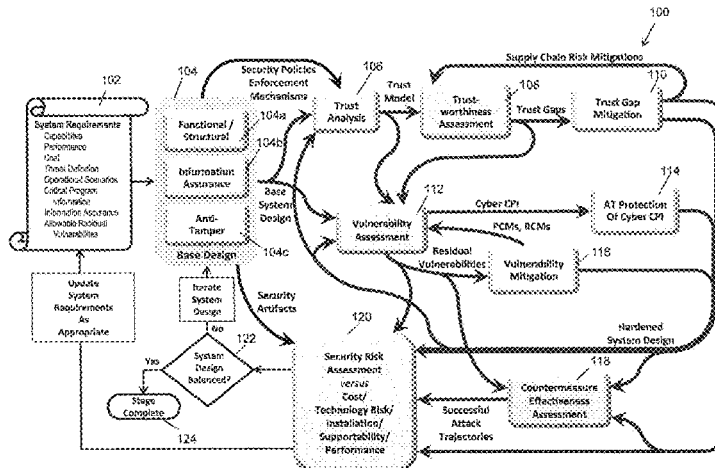 100
102
System Requirements
Capabilities
Performance
Cost
Threat Definition
Operational Scenarios
Critical Program
Information
Information Assurance
Allowable Residual
Vulnerabilities
104
Functional /
Structural
104a
Information
Assurance
104b
Anti-
Tamper
104c
Base Design
Security Policies
Enforcement
Mechanisms
106
Trust
Analysis
Trust
Model
Supply Chain Risk Mitigations
108
Trust-
worthiness
Assessment
Trust Gaps
110
Trust Gap
Mitigation
Base
System
Design
112
Vulnerability
Assessment
Cyber CPI
114
AT Protection
Of Cyber CPI
PCMs, RCMs
Residual
Vulnerabilities
116
Vulnerability
Mitigation
Update
System
Requirements
As
Appropriate
Iterate
System
Design
No
Security
Artifacts
122
System
Design
Balanced?
Yes
Stage
Complete
124
120
Security Risk
Assessment
versus
Cost/
Technology Risk/
Installation/
Supportability/
Performance
Hardened
System Design
118
Countermeasure
Effectiveness
Assessment
Successful
Attack
Trajectories